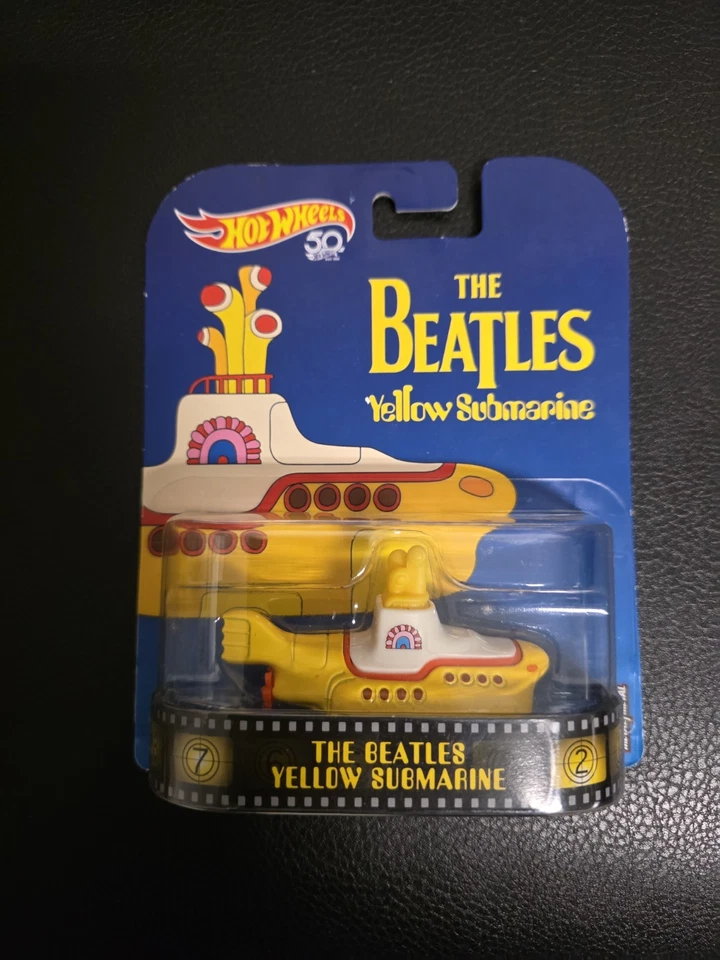 HOT WHEELS
50
THE
BEATLES
Yellow Submarine
7
THE BEATLES
YELLOW SUBMARINE
2